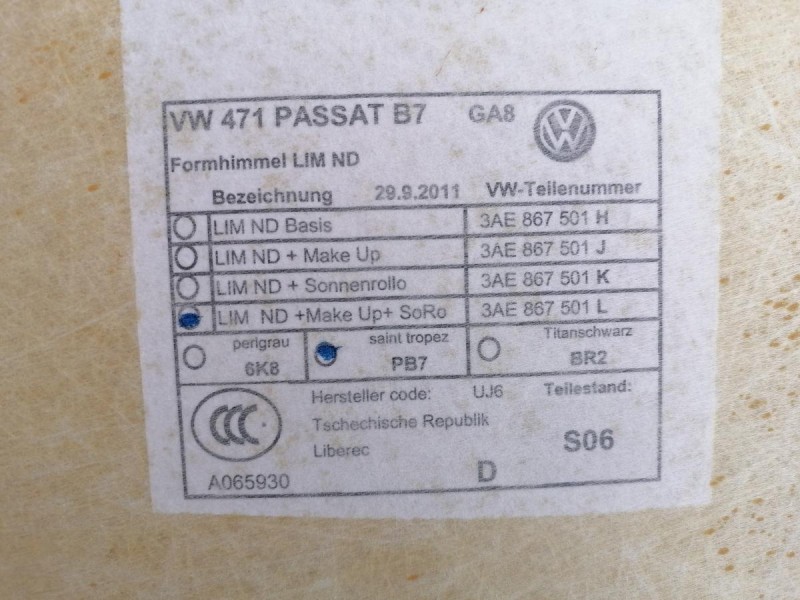 VW 471 PASSAT B7 GA8
Formhimmel LIM ND
Bezeichnung 29.9.2011 VW-Teilenummer
LIM ND Basis 3AE 867 501 H
LIM ND + Make Up 3AE 867 501 J
LIM ND + Sonnenrollo 3AE 867 501 K
LIM ND +Make Up+ SoRo 3AE 867 501 L
perlgrau saint tropez Titanschwarz
6K8 PB7 BR2
Hersteller code: UJ6 Teilestand:
Tschechische Republik
Liberec S06
CCC
A065930 D